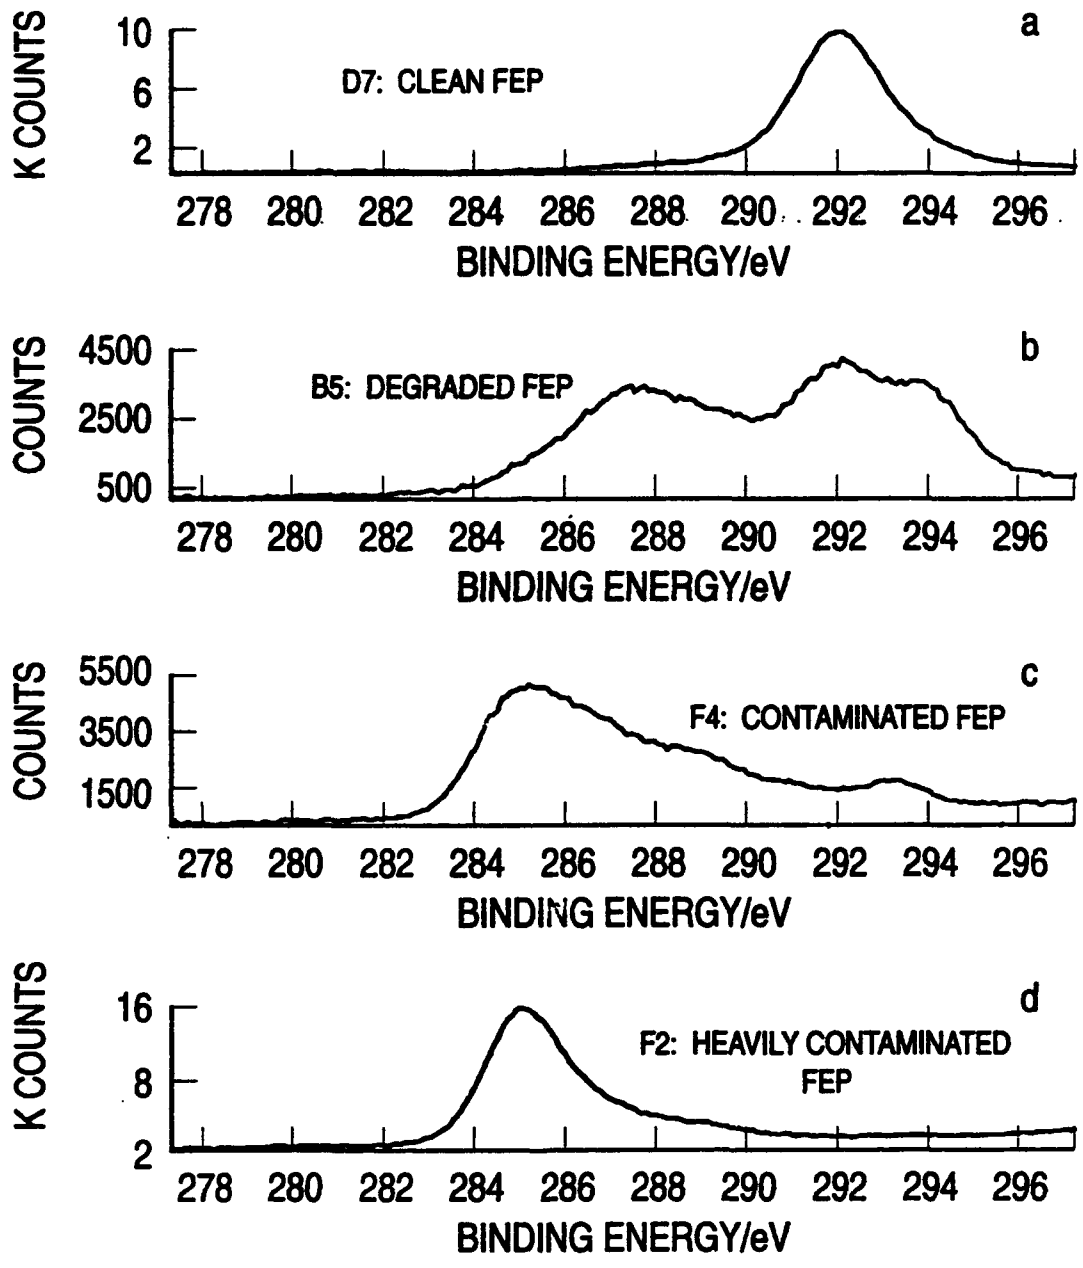 a
K COUNTS
10
6
2
D7: CLEAN FEP
278 280 282 284 286 288 290 292 294 296
BINDING ENERGY/eV
b
COUNTS
4500
2500
500
B5: DEGRADED FEP
278 280 282 284 286 288 290 292 294 296
BINDING ENERGY/eV
c
COUNTS
5500
3500
1500
F4: CONTAMINATED FEP
278 280 282 284 286 288 290 292 294 296
BINDING ENERGY/eV
d
K COUNTS
16
8
2
F2: HEAVILY CONTAMINATED
FEP
278 280 282 284 286 288 290 292 294 296
BINDING ENERGY/eV